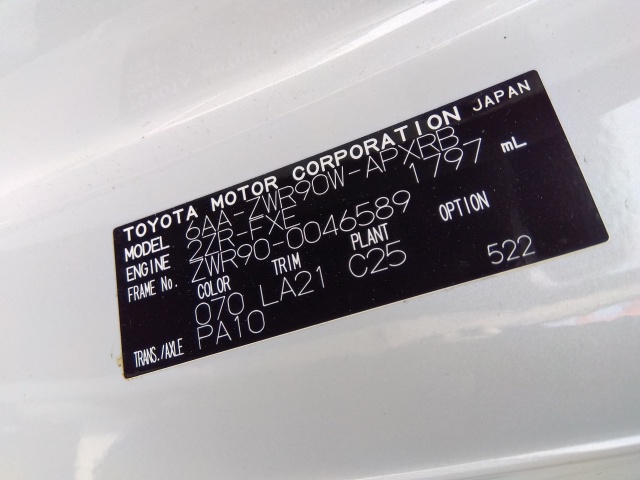 TOYOTA MOTOR CORPORATION JAPAN
MODEL 6AA-ZWR90W-APXRB
ENGINE 2ZR-FXE 1797 mL
FRAME No. ZWR90-0046589
COLOR TRIM PLANT OPTION
070 LA21 C25 522
TRANS./AXLE PA10